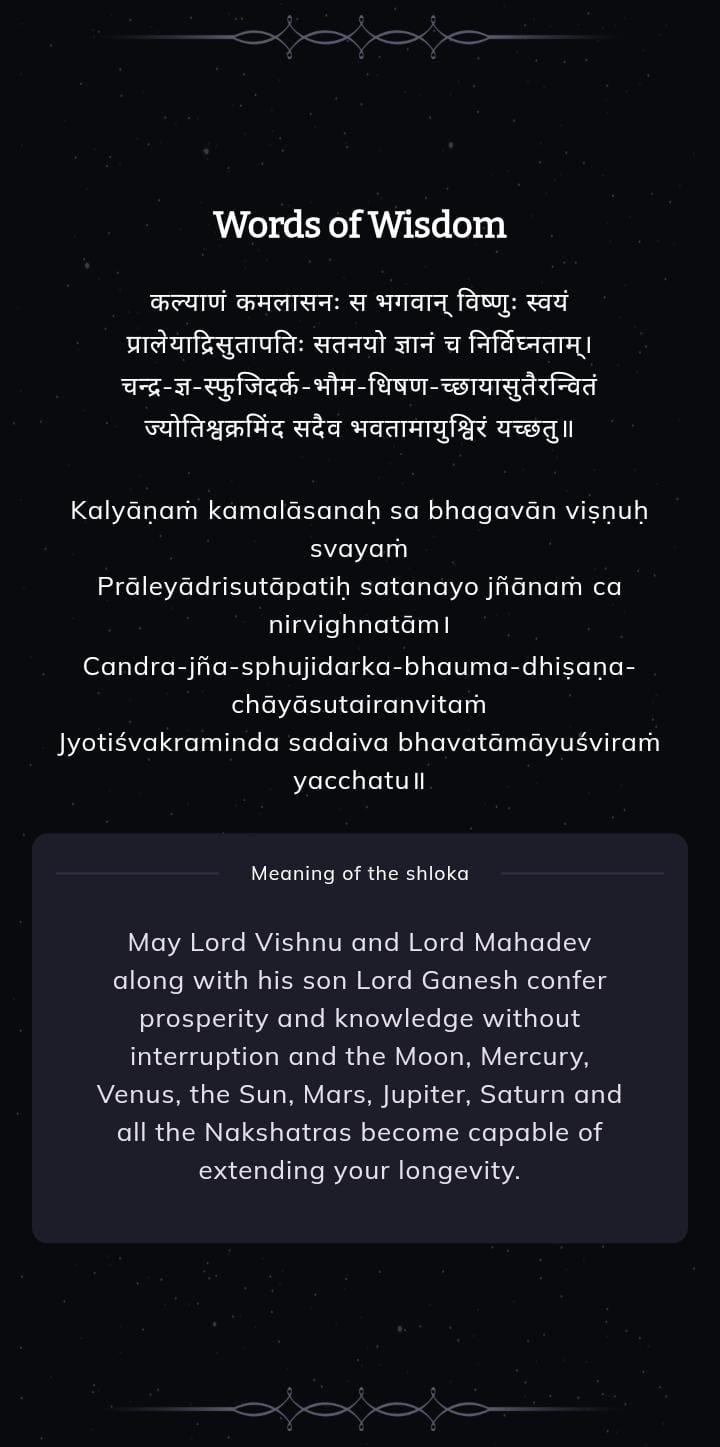 Words of Wisdom
कल्याणं कमलासनः स भगवान् विष्णुः स्वयं
प्रालेयाद्रिसुतापतिः सतनयो ज्ञानं च निर्विघ्नताम्।
चन्द्र-ज्ञ-स्फुजिदर्क-भौम-धिषण-च्छायासुतैरन्वितं
ज्योतिश्वक्रमिंद सदैव भवतामायुश्विरं यच्छतु॥
Kalyāṇaṁ kamalāsanaḥ sa bhagavān viṣṇuḥ
svayaṁ
Prāleyādrisutāpatiḥ satanayo jñānaṁ ca
nirvighnatām।
Candra-jña-sphujidarka-bhauma-dhiṣaṇa-
chāyāsutairanvitaṁ
Jyotiśvakraminda sadaiva bhavatāmāyuśviraṁ
yacchatu॥
Meaning of the shloka
May Lord Vishnu and Lord Mahadev
along with his son Lord Ganesh confer
prosperity and knowledge without
interruption and the Moon, Mercury,
Venus, the Sun, Mars, Jupiter, Saturn and
all the Nakshatras become capable of
extending your longevity.